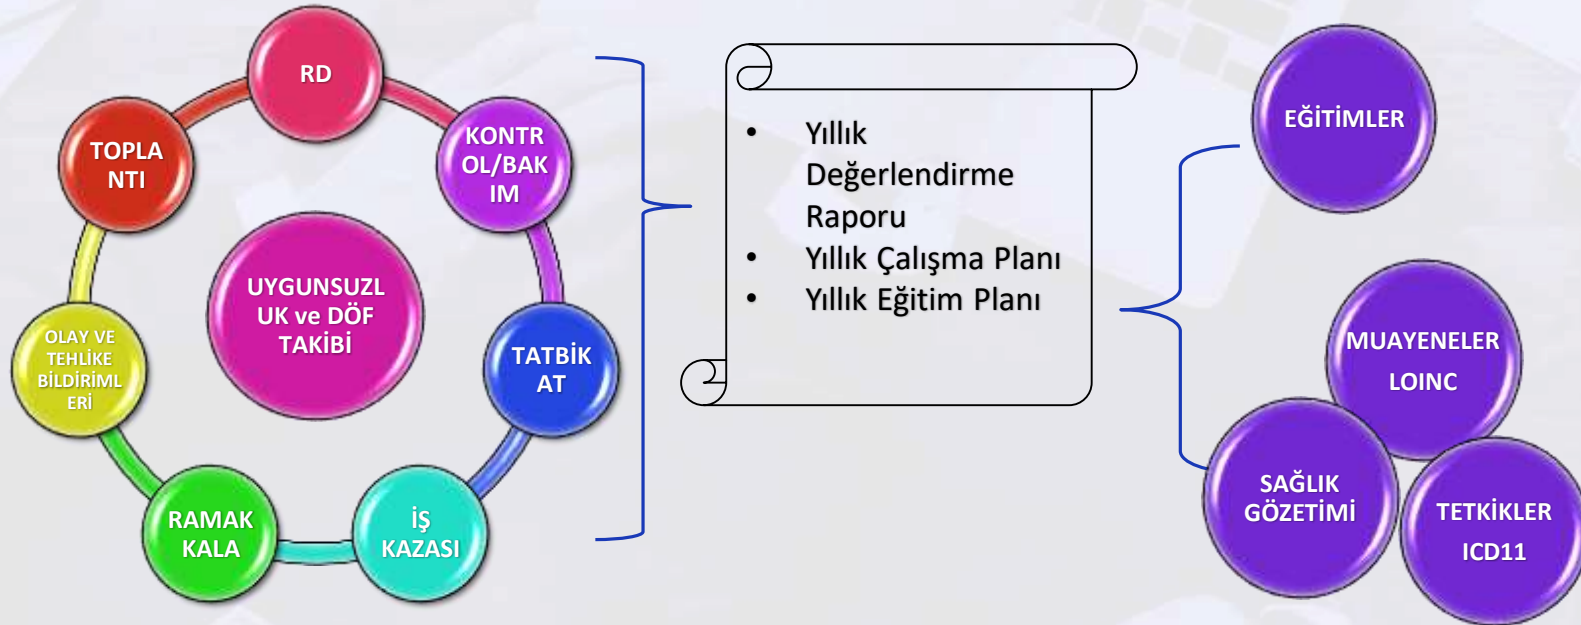 RD
KONTR
OL/BAK
IM
TATBİK
AT
İŞ
KAZASI
RAMAK
KALA
OLAY VE
TEHLİKE
BİLDİRİML
ERİ
TOPLA
NTI
UYGUNSUZL
UK ve DÖF
TAKİBİ
• Yıllık
Değerlendirme
Raporu
• Yıllık Çalışma Planı
• Yıllık Eğitim Planı
EĞİTİMLER
MUAYENELER
LOINC
SAĞLIK
GÖZETİMİ
TETKİKLER
ICD11